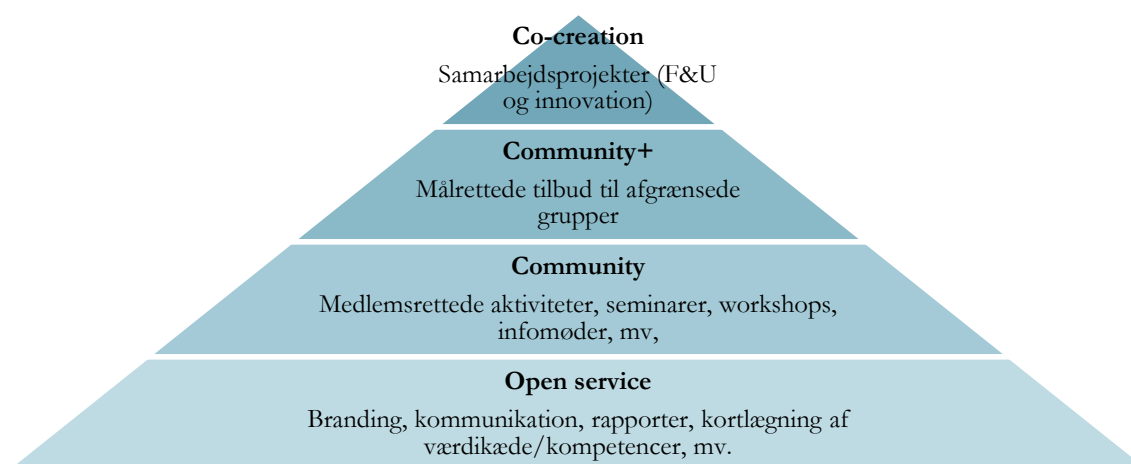 Co-creation
Samarbejdsprojekter (F&U
og innovation)
Community+
Målrettede tilbud til afgrænsede
grupper
Community
Medlemsrettede aktiviteter, seminarer, workshops,
infomøder, mv,
Open service
Branding, kommunikation, rapporter, kortlægning af
værdikæde/kompetencer, mv.